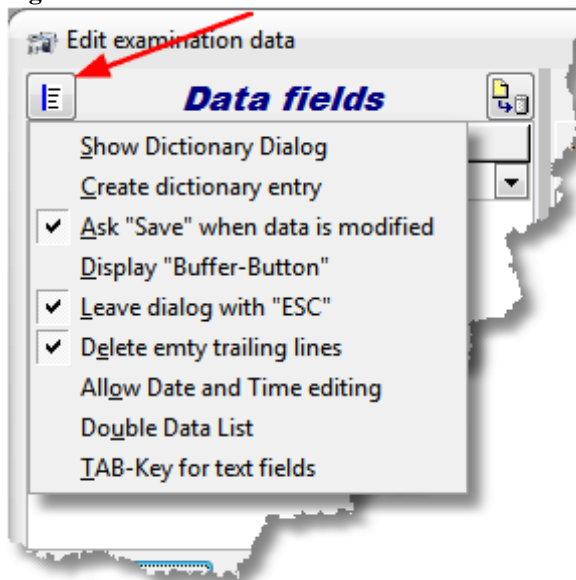 Edit examination data
Data fields
Show Dictionary Dialog
Create dictionary entry
Ask "Save" when data is modified
Display "Buffer-Button"
Leave dialog with "ESC"
Delete emty trailing lines
Allow Date and Time editing
Double Data List
TAB-Key for text fields